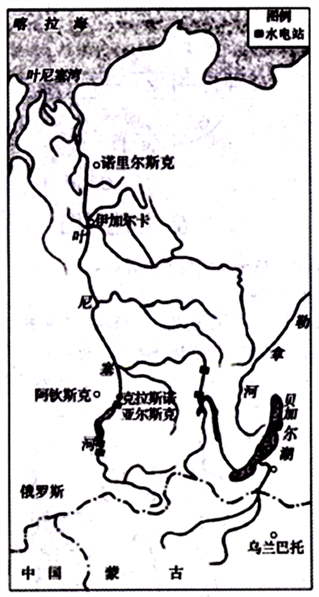 喀拉海
图例
水电站
叶尼塞湾
诺里尔斯克
伊加尔卡
叶
尼
塞
河
勒
拿
河
贝加尔湖
阿钦斯克
克拉斯诺
亚尔斯克
俄罗斯
乌兰巴托
中国
蒙古